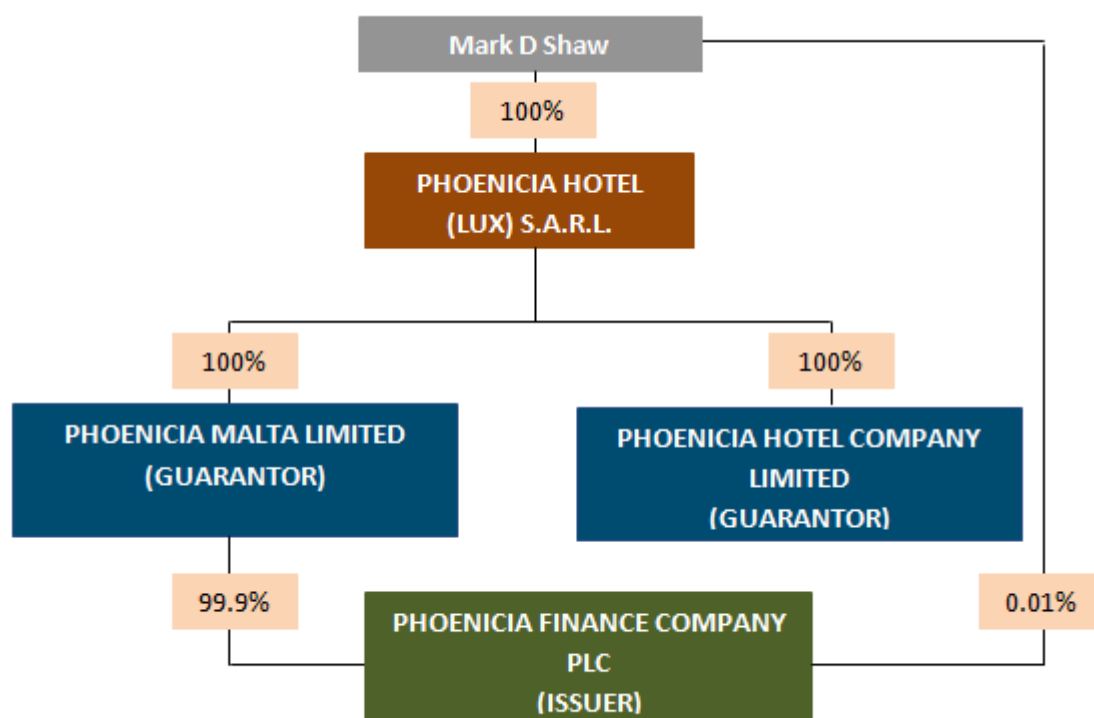 Mark D Shaw
100%
PHOENICIA HOTEL
(LUX) S.A.R.L.
100%
100%
PHOENICIA MALTA LIMITED
(GUARANTOR)
PHOENICIA HOTEL COMPANY
LIMITED
(GUARANTOR)
99.9%
0.01%
PHOENICIA FINANCE COMPANY
PLC
(ISSUER)